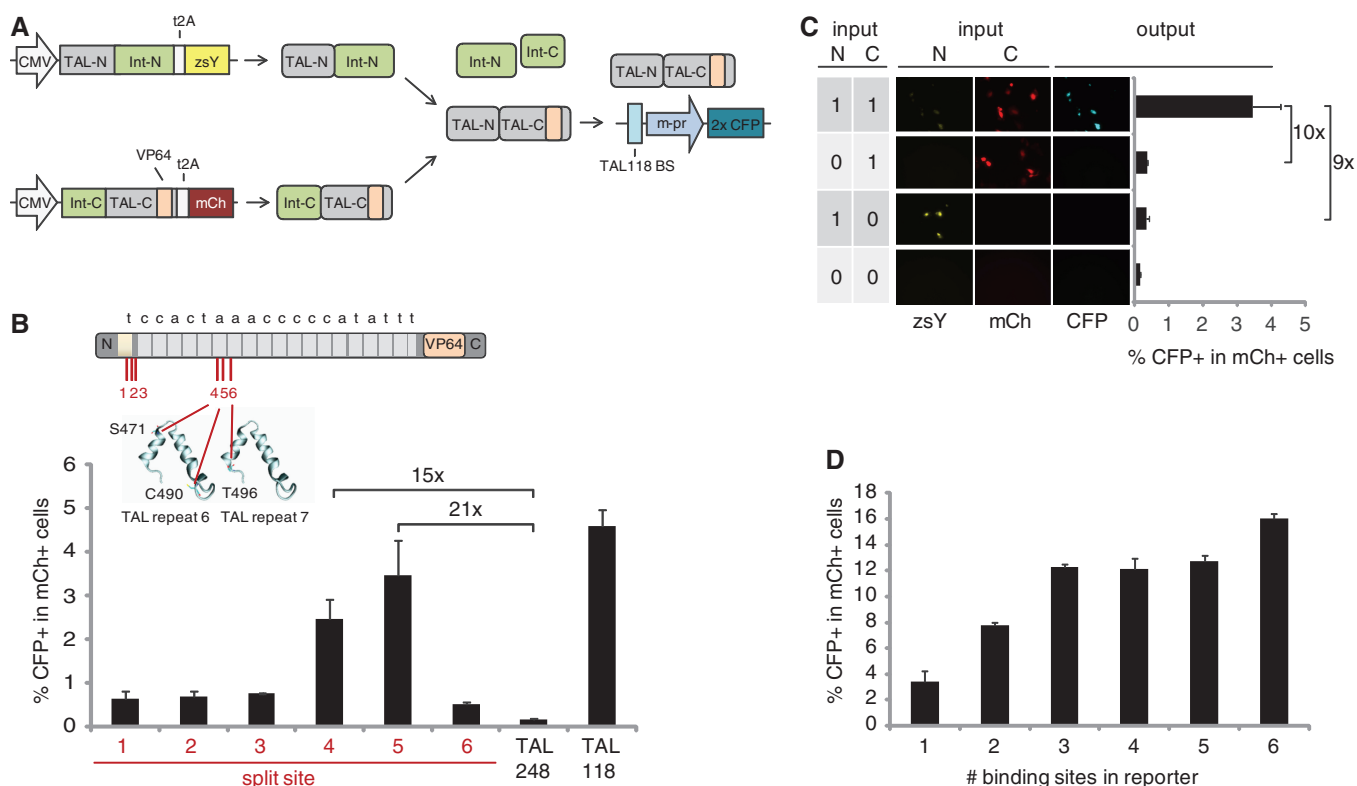 A
t2A
CMV
TAL-N
Int-N
zsY
TAL-N
Int-N
VP64
t2A
CMV
Int-C
TAL-C
mCh
Int-C
TAL-C
Int-N
Int-C
TAL-N
TAL-C
TAL-N
TAL-C
m-pr
2x CFP
TAL118 BS
B
t c c a c t a a a c c c c c a t a t t t
N
VP64
C
1 2 3
4 5 6
S471
C490
T496
TAL repeat 6
TAL repeat 7
15x
21x
% CFP+ in mCh+ cells
6
5
4
3
2
1
0
1 2 3 4 5 6
TAL 248
TAL 118
split site
C
input
input
output
N C
N C
1 1
0 1
1 0
0 0
10x
9x
zsY
mCh
CFP
0 1 2 3 4 5
% CFP+ in mCh+ cells
D
% CFP+ in mCh+ cells
18
16
14
12
10
8
6
4
2
0
1 2 3 4 5 6
# binding sites in reporter